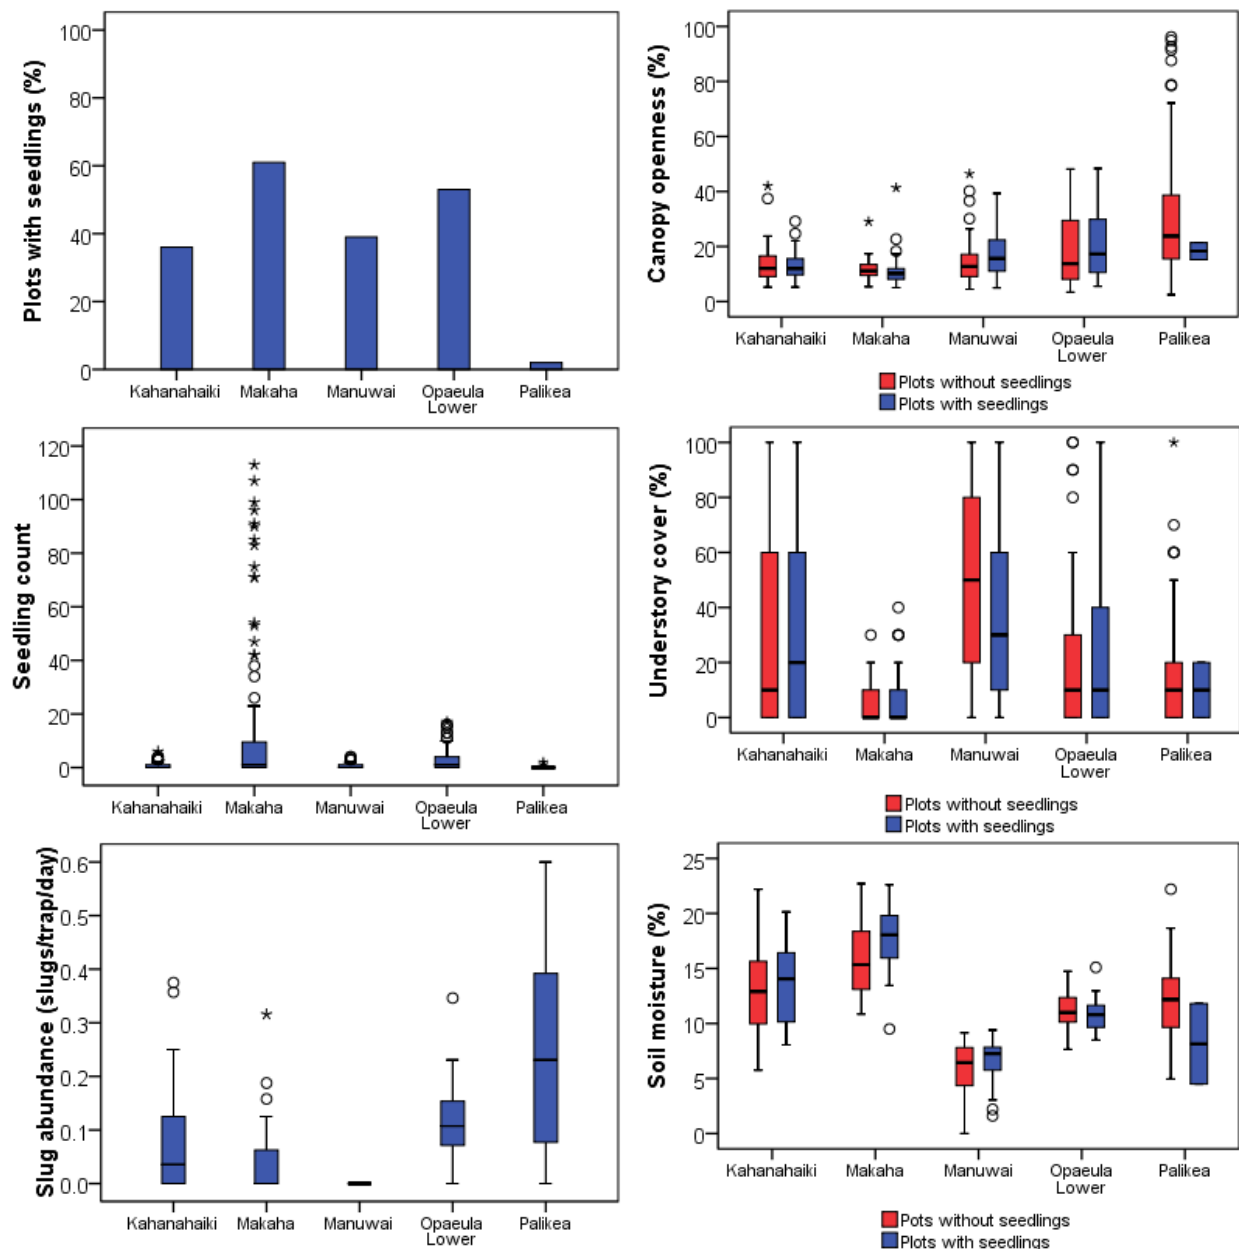 Plots with seedlings (%)
100
80
60
40
20
0
Kahanahaiki
Makaha
Manuwai
Opaeula
Lower
Palikea
Canopy openness (%)
100
80
60
40
20
0
Kahanahaiki
Makaha
Manuwai
Opaeula
Lower
Palikea
Plots without seedlings
Plots with seedlings
Seedling count
120
100
80
60
40
20
0
Kahanahaiki
Makaha
Manuwai
Opaeula
Lower
Palikea
Understory cover (%)
100
80
60
40
20
0
Kahanahaiki
Makaha
Manuwai
Opaeula
Lower
Palikea
Plots without seedlings
Plots with seedlings
Slug abundance (slugs/trap/day)
0.6
0.5
0.4
0.3
0.2
0.1
0.0
Kahanahaiki
Makaha
Manuwai
Opaeula
Lower
Palikea
Soil moisture (%)
25
20
15
10
5
0
Kahanahaiki
Makaha
Manuwai
Opaeula
Lower
Palikea
Pots without seedlings
Plots with seedlings